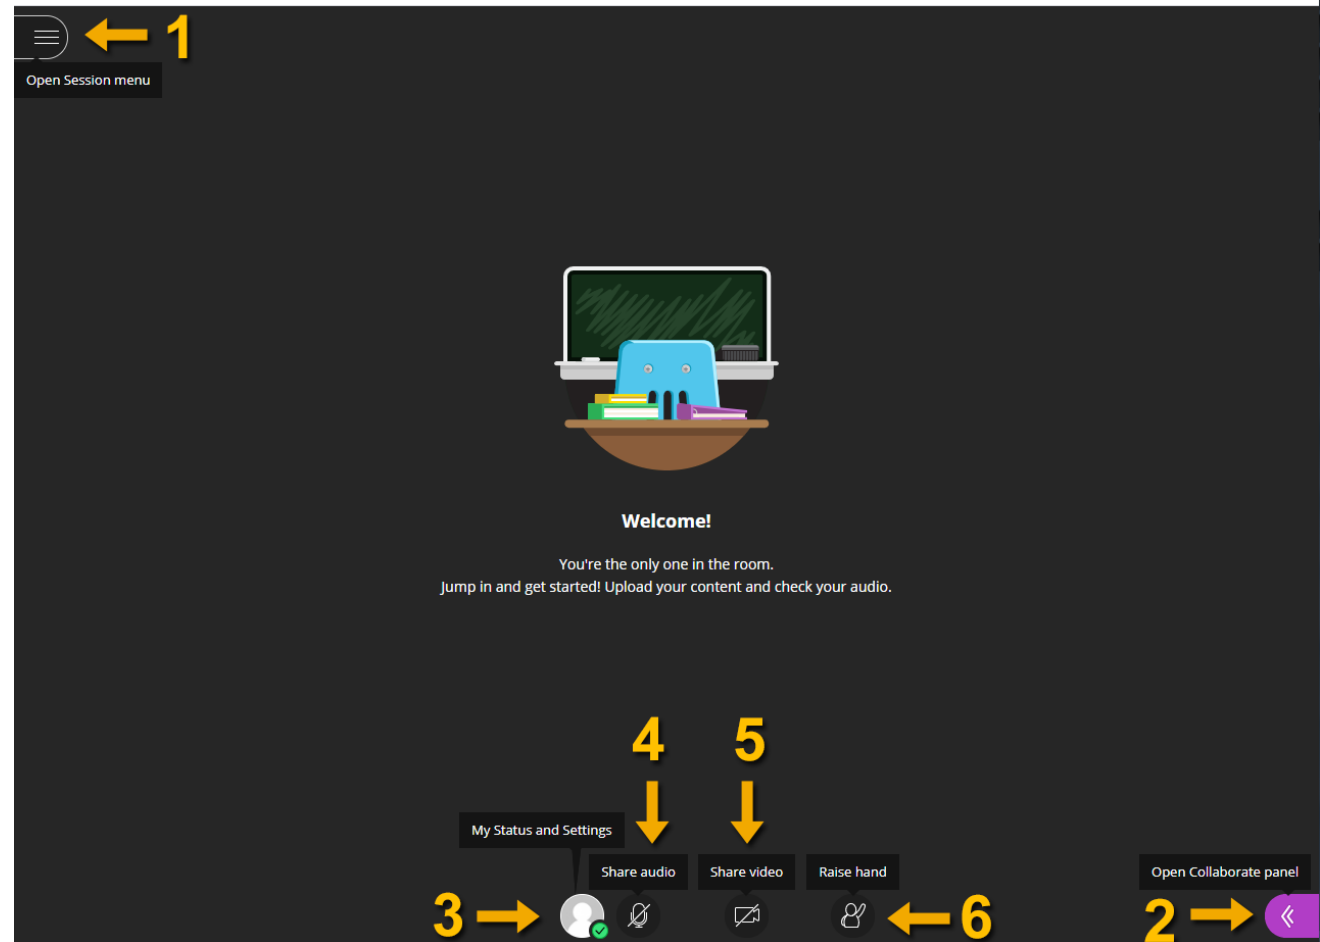 1
Open Session menu
Welcome!
You're the only one in the room.
Jump in and get started! Upload your content and check your audio.
4
5
My Status and Settings
Share audio
Share video
Raise hand
Open Collaborate panel
3
6
2